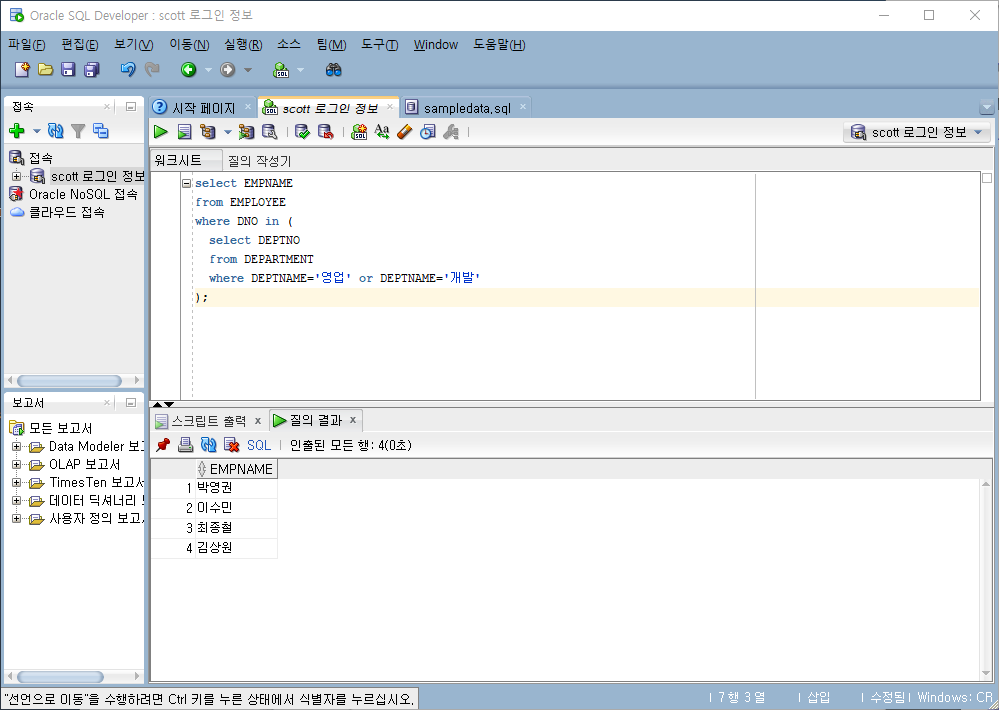 Oracle SQL Developer : scott 로그인 정보
파일(F) 편집(E) 보기(V) 이동(N) 실행(R) 소스 팀(M) 도구(T) Window 도움말(H)
접속
시작 페이지 scott 로그인 정보 sampledata.sql
scott 로그인 정보
접속
scott 로그인 정보
Oracle NoSQL 접속
클라우드 접속
워크시트 질의 작성기
select EMPNAME
from EMPLOYEE
where DNO in (
select DEPTNO
from DEPARTMENT
where DEPTNAME='영업' or DEPTNAME='개발'
);
보고서
모든 보고서
Data Modeler 보
OLAP 보고서
TimesTen 보고서
데이터 딕셔너리
사용자 정의 보고
스크립트 출력 x 질의 결과 x
SQL | 인출된 모든 행: 4(0초)
EMPNAME
1 박영권
2 이수민
3 최종철
4 김상원
"선언으로 이동"을 수행하려면 Ctrl 키를 누른 상태에서 식별자를 누르십시오.
| 7 행 3 열 | 삽입 | 수정됨 | Windows: CR